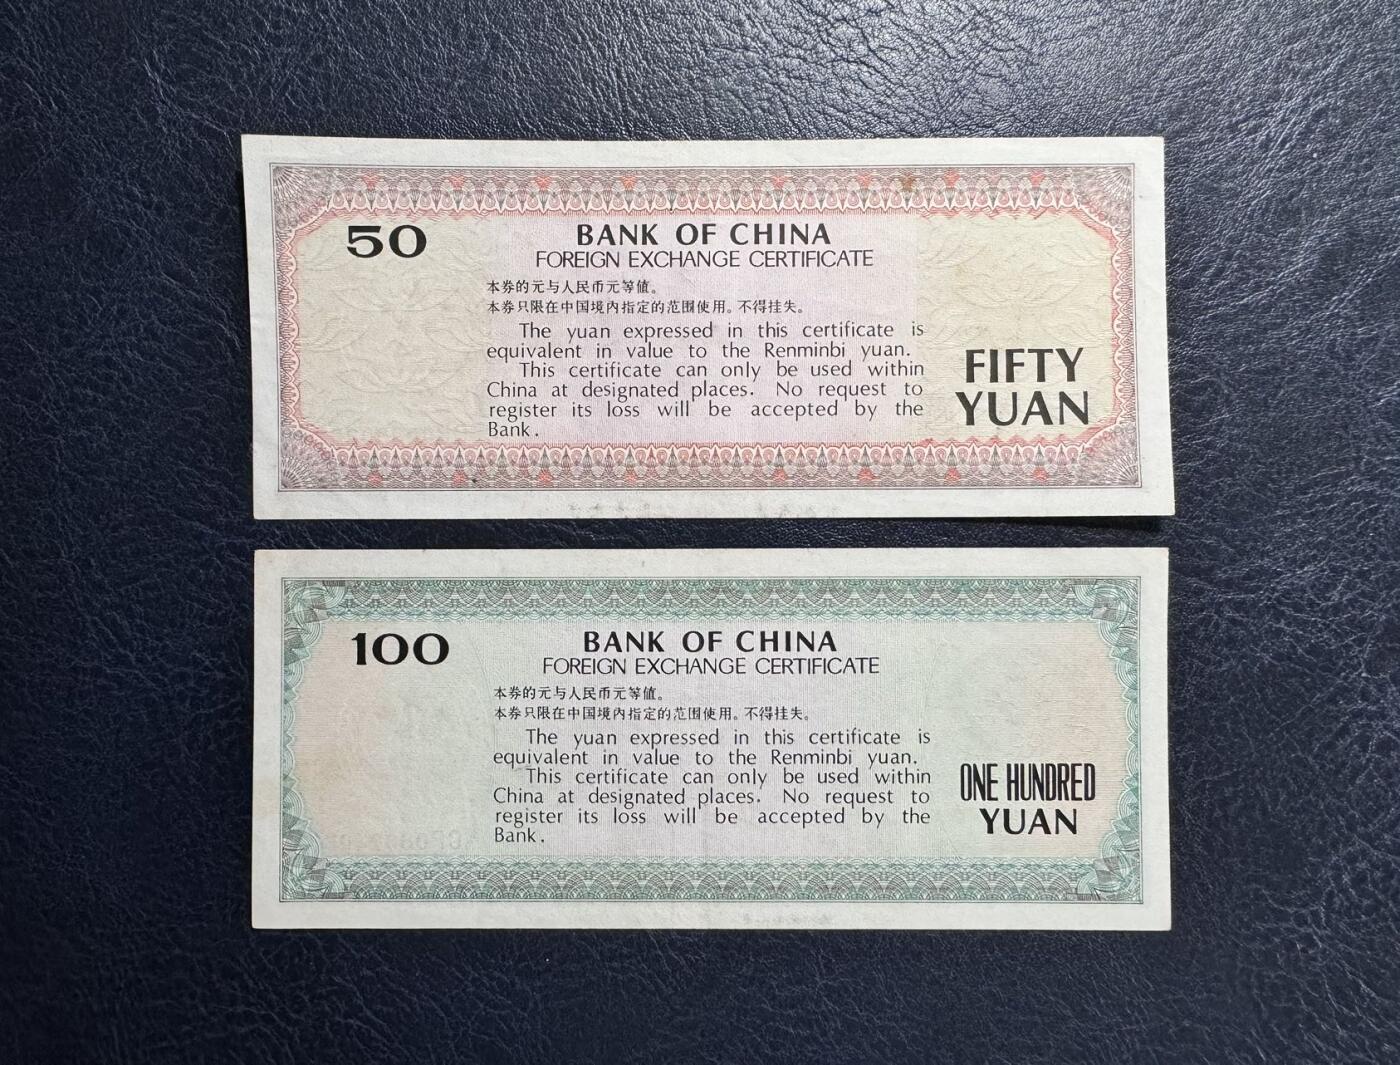 50
BANK OF CHINA
FOREIGN EXCHANGE CERTIFICATE
本券的元与人民币元等值。
本券只限在中国境内指定的范围使用。不得挂失。
The yuan expressed in this certificate is
equivalent in value to the Renminbi yuan.
This certificate can only be used within
China at designated places. No request to
register its loss will be accepted by the
Bank.
FIFTY
YUAN
100
BANK OF CHINA
FOREIGN EXCHANGE CERTIFICATE
本券的元与人民币元等值。
本券只限在中国境内指定的范围使用。不得挂失。
The yuan expressed in this certificate is
equivalent in value to the Renminbi yuan.
This certificate can only be used within
China at designated places. No request to
register its loss will be accepted by the
Bank.
ONE HUNDRED
YUAN